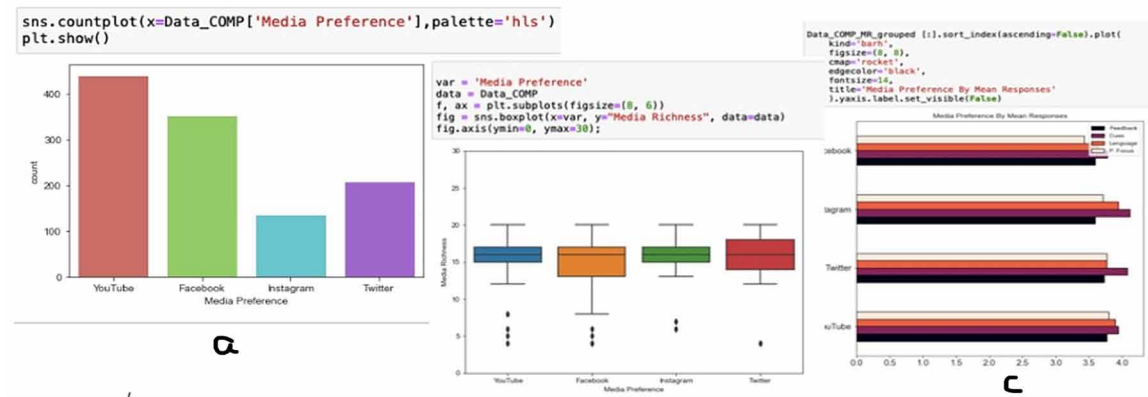 sns.countplot(x=Data_COMP['Media Preference'],palette='hls')
plt.show()
400
300
200
100
0
count
YouTube Facebook Instagram Twitter
Media Preference
a
var = 'Media Preference'
data = Data_COMP
f, ax = plt.subplots(figsize=(8, 6))
fig = sns.boxplot(x=var, y="Media Richness", data=data)
fig.axis(ymin=0, ymax=30);
30
25
20
15
10
5
0
Media Richness
YouTube Facebook Instagram Twitter
Media Preference
Data_COMP_MR_grouped [:].sort_index(ascending=False).plot(
kind='barh',
figsize=(8, 8),
cmap='rocket',
edgecolor='black',
fontsize=14,
title='Media Preference By Mean Responses'
).yaxis.label.set_visible(False)
Media Preference By Mean Responses
Feedback
Cues
Language
P. Focus
cebook
tagram
Twitter
uTube
0.0 0.5 1.0 1.5 2.0 2.5 3.0 3.5 4.0
c